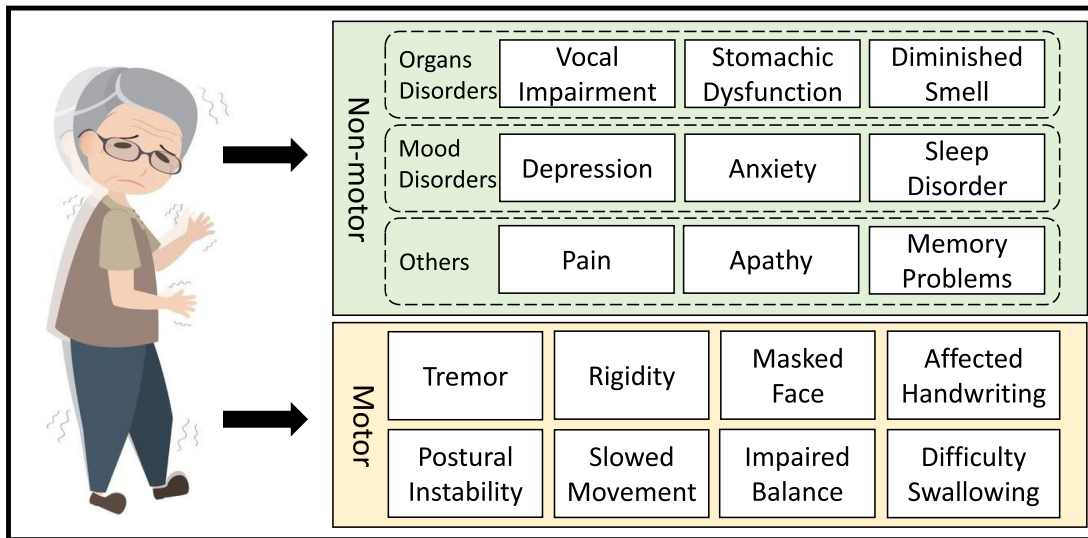 Non-motor
Organs
Disorders
Vocal
Impairment
Stomachic
Dysfunction
Diminished
Smell
Mood
Disorders
Depression
Anxiety
Sleep
Disorder
Others
Pain
Apathy
Memory
Problems
Motor
Tremor
Rigidity
Masked
Face
Affected
Handwriting
Postural
Instability
Slowed
Movement
Impaired
Balance
Difficulty
Swallowing